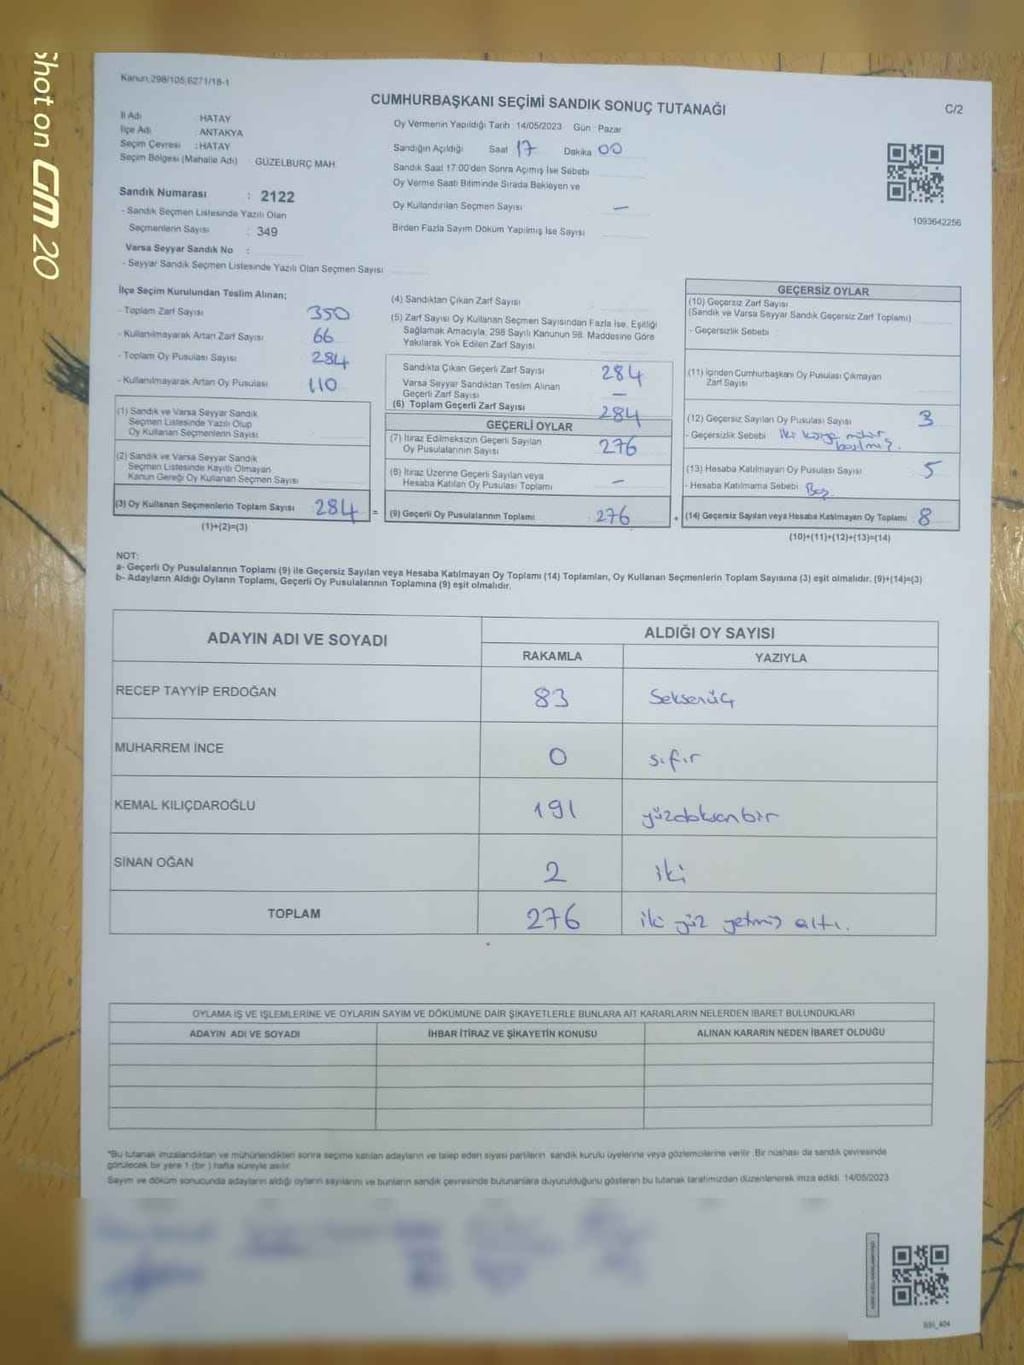 Shot on GM 20
Kanun:298/105,6271/18-1
CUMHURBAŞKANI SEÇİMİ SANDIK SONUÇ TUTANAĞI
C/2
İl Adı : HATAY
İlçe Adı : ANTAKYA
Seçim Çevresi : HATAY
Seçim Bölgesi (Mahalle Adı) : GÜZELBURÇ MAH
Sandık Numarası : 2122
- Sandık Seçmen Listesinde Yazılı Olan
Seçmenlerin Sayısı : 349
Varsa Seyyar Sandık No :
- Seyyar Sandık Seçmen Listesinde Yazılı Olan Seçmen Sayısı
Oy Vermenin Yapıldığı Tarih : 14/05/2023 Gün : Pazar
Sandığın Açıldığı Saat 17 Dakika 00
Sandık Saat 17:00'den Sonra Açmış İse Sebebi
Oy Verme Saati Bitiminde Sırada Bekleyen ve
Oy Kullandırılan Seçmen Sayısı —
Birden Fazla Sayım Döküm Yapılmış İse Sayısı
1093642256
İlçe Seçim Kurulundan Teslim Alınan;
- Toplam Zarf Sayısı 350
- Kullanılmayarak Artan Zarf Sayısı 66
- Toplam Oy Pusulası Sayısı 284
- Kullanılmayarak Artan Oy Pusulası 110
(1) Sandık ve Varsa Seyyar Sandık
Seçmen Listesinde Yazılı Olup
Oy Kullanan Seçmenlerin Sayısı
(2) Sandık ve Varsa Seyyar Sandık
Seçmen Listesinde Kayıtlı Olmayan
Kanun Gereği Oy Kullanan Seçmen Sayısı
(3) Oy Kullanan Seçmenlerin Toplam Sayısı 284 =
(1)+(2)=(3)
(4) Sandıktan Çıkan Zarf Sayısı
(5) Zarf Sayısı Oy Kullanan Seçmen Sayısından Fazla İse, Eşitliği
Sağlamak Amacıyla, 298 Sayılı Kanunun 98. Maddesine Göre
Yakılarak Yok Edilen Zarf Sayısı
Sandıkta Çıkan Geçerli Zarf Sayısı 284
Varsa Seyyar Sandıktan Teslim Alınan
Geçerli Zarf Sayısı —
(6) Toplam Geçerli Zarf Sayısı 284
GEÇERLİ OYLAR
(7) İtiraz Edilmeksizin Geçerli Sayılan
Oy Pusulalarının Sayısı 276
(8) İtiraz Üzerine Geçerli Sayılan veya
Hesaba Katılan Oy Pusulası Toplamı —
(9) Geçerli Oy Pusulalarının Toplamı : 276 +
GEÇERSİZ OYLAR
(10) Geçersiz Zarf Sayısı
(Sandık ve Varsa Seyyar Sandık Geçersiz Zarf Toplamı)
- Geçersizlik Sebebi
(11) İçinden Cumhurbaşkanı Oy Pusulası Çıkmayan
Zarf Sayısı
(12) Geçersiz Sayılan Oy Pusulası Sayısı 3
- Geçersizlik Sebebi İki
(13) Hesaba Katılmayan Oy Pusulası Sayısı 5
- Hesaba Katılmama Sebebi Boş
(14) Geçersiz Sayılan veya Hesaba Katılmayan Oy Toplamı 8
(10)+(11)+(12)+(13)=(14)
NOT:
a- Geçerli Oy Pusulalarının Toplamı (9) ile Geçersiz Sayılan veya Hesaba Katılmayan Oy Toplamı (14) Toplamları, Oy Kullanan Seçmenlerin Toplam Sayısına (3) eşit olmalıdır. (9)+(14)=(3)
b- Adayların Aldığı Oyların Toplamı, Geçerli Oy Pusulalarının Toplamına (9) eşit olmalıdır.
ADAYIN ADI VE SOYADI
ALDIĞI OY SAYISI
RAKAMLA YAZIYLA
RECEP TAYYİP ERDOĞAN 83 Seksenüç
MUHARREM İNCE 0 sıfır
KEMAL KILIÇDAROĞLU 191 yüzdoksanbir
SİNAN OĞAN 2 iki
TOPLAM 276 iki yüz yetmiş altı.
OYLAMA İŞ VE İŞLEMLERİNE VE OYLARIN SAYIM VE DÖKÜMÜNE DAİR ŞİKAYETLERLE BUNLARA AİT KARARLARIN NELERDEN İBARET BULUNDUKLARI
ADAYIN ADI VE SOYADI İHBAR İTİRAZ VE ŞİKAYETİN KONUSU ALINAN KARARIN NEDEN İBARET OLDUĞU
*Bu tutanak imzalandıktan ve mühürlendikten sonra seçime katılan adayların ve talep eden siyasi partilerin sandık kurulu üyelerine veya gözlemcilerine verilir. Bir nüshası da sandık çevresinde
görülecek bir yere 1 (bir) hafta süreyle asılır.
Sayım ve döküm sonucunda adayların aldığı oyların sayılarını ve bunların sandık çevresinde bulunanlara duyurulduğunu gösteren bu tutanak tarafımızdan düzenlenerek imza edildi. 14/05/2023